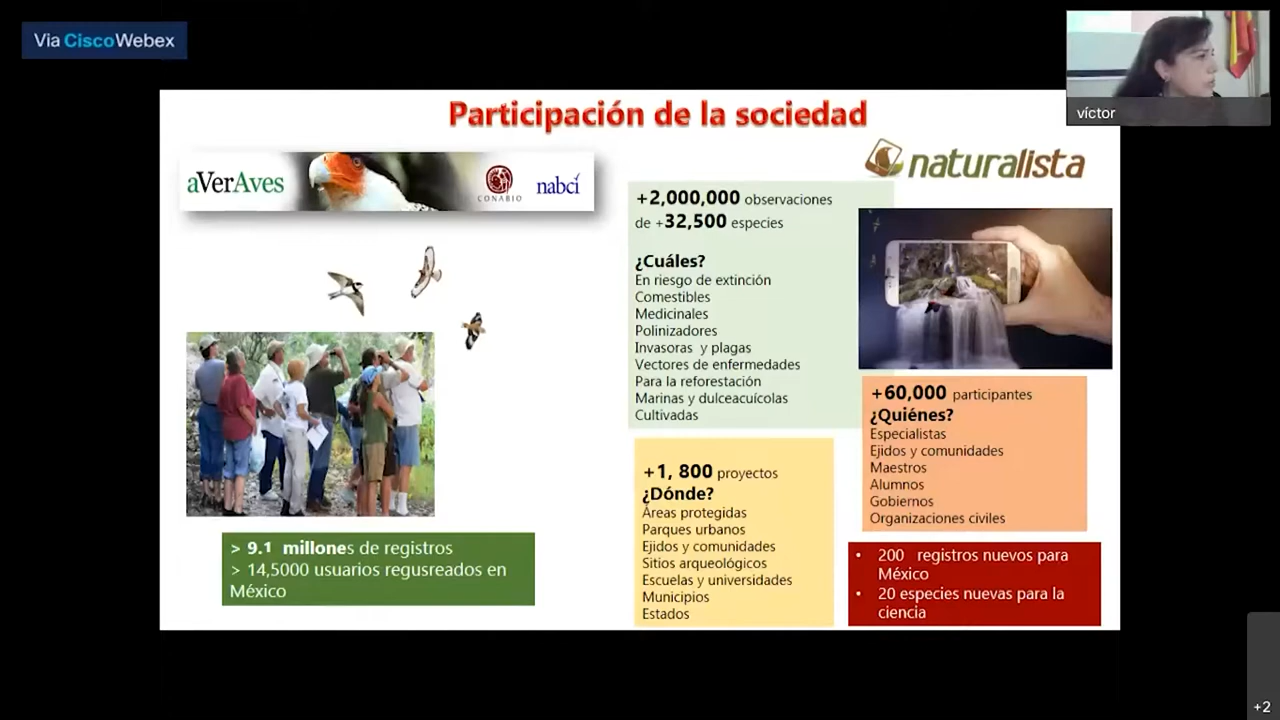 Via CiscoWebex
víctor
Participación de la sociedad
aVerAves
CONABIO
nabci
naturalista
+2,000,000 observaciones
de +32,500 especies
¿Cuáles?
En riesgo de extinción
Comestibles
Medicinales
Polinizadores
Invasoras y plagas
Vectores de enfermedades
Para la reforestación
Marinas y dulceacuícolas
Cultivadas
+60,000 participantes
¿Quiénes?
Especialistas
Ejidos y comunidades
Maestros
Alumnos
Gobiernos
Organizaciones civiles
+1, 800 proyectos
¿Dónde?
Áreas protegidas
Parques urbanos
Ejidos y comunidades
Sitios arqueológicos
Escuelas y universidades
Municipios
Estados
> 9.1 millones de registros
> 14,5000 usuarios regusreados en
México
• 200 registros nuevos para
México
• 20 especies nuevas para la
ciencia
+2